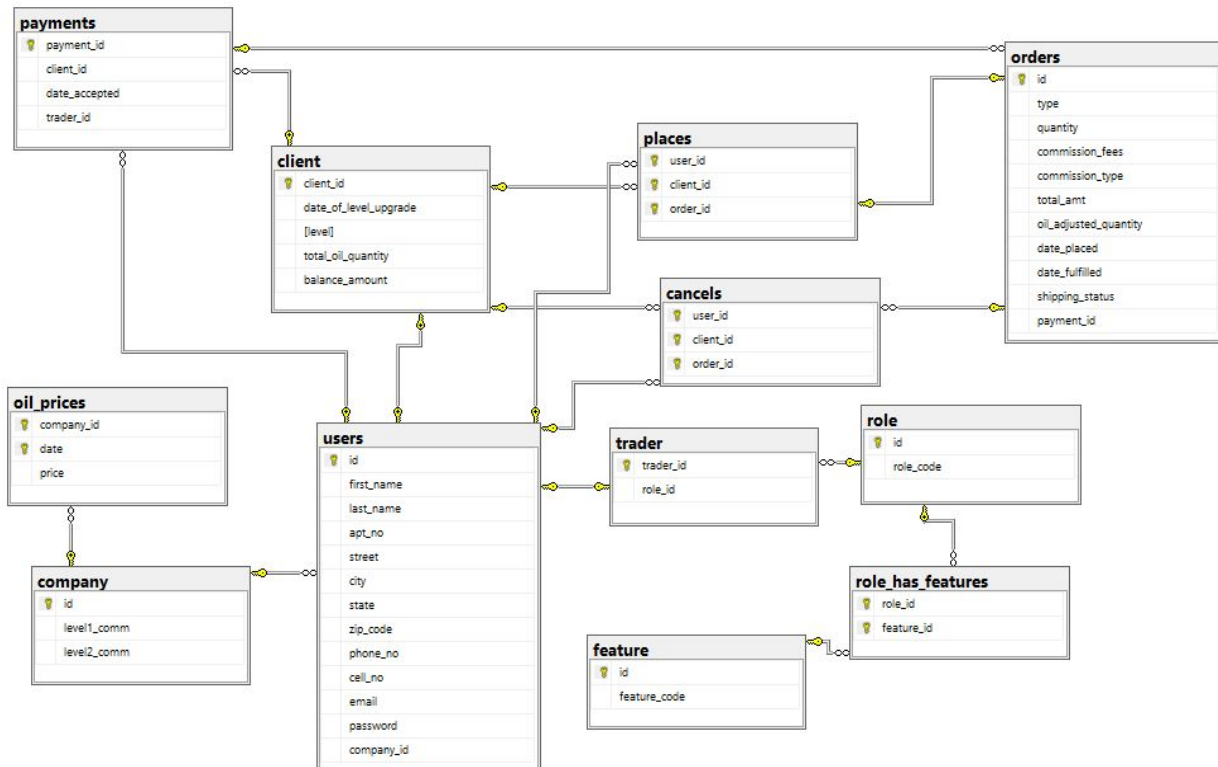 payments
payment_id
client_id
date_accepted
trader_id
orders
id
type
quantity
commission_fees
commission_type
total_amt
oil_adjusted_quantity
date_placed
date_fulfilled
shipping_status
payment_id
places
user_id
client_id
order_id
client
client_id
date_of_level_upgrade
[level]
total_oil_quantity
balance_amount
cancels
user_id
client_id
order_id
oil_prices
company_id
date
price
users
id
first_name
last_name
apt_no
street
city
state
zip_code
phone_no
cell_no
email
password
company_id
trader
trader_id
role_id
role
id
role_code
company
id
level1_comm
level2_comm
role_has_features
role_id
feature_id
feature
id
feature_code